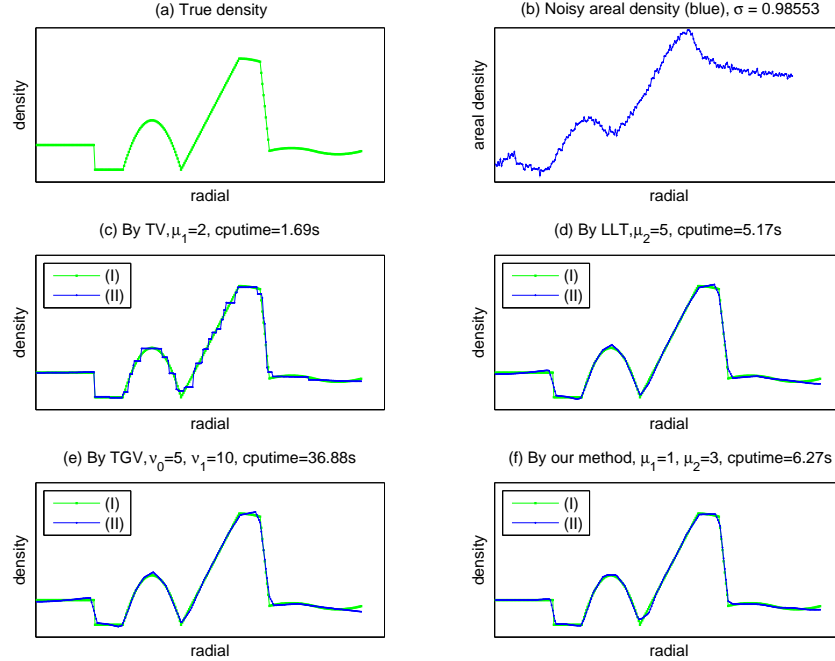 (a) True density
density
radial
(b) Noisy areal density (blue), σ = 0.98553
areal density
radial
(c) By TV,μ₁=2, cputime=1.69s
(I)
(II)
density
radial
(d) By LLT,μ₂=5, cputime=5.17s
(I)
(II)
density
radial
(e) By TGV,ν₀=5, ν₁=10, cputime=36.88s
(I)
(II)
density
radial
(f) By our method, μ₁=1, μ₂=3, cputime=6.27s
(I)
(II)
density
radial